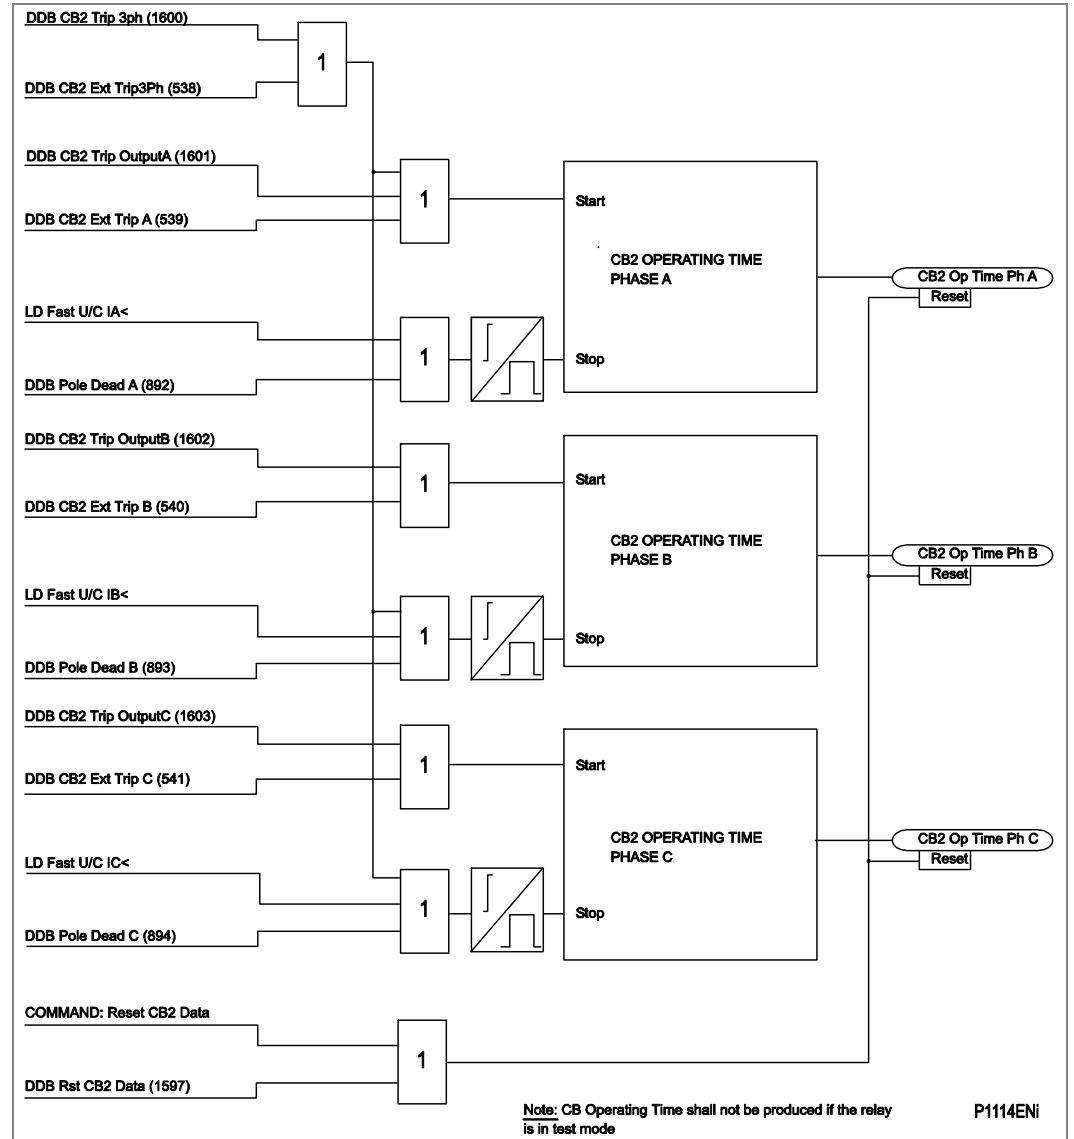 DDB CB2 Trip 3ph (1600)
1
DDB CB2 Ext Trip3Ph (538)
DDB CB2 Trip OutputA (1601)
1
DDB CB2 Ext Trip A (539)
Start
CB2 OPERATING TIME
PHASE A
CB2 Op Time Ph A
Reset
LD Fast U/C IA<
1
Stop
DDB Pole Dead A (892)
DDB CB2 Trip OutputB (1602)
1
Start
DDB CB2 Ext Trip B (540)
CB2 OPERATING TIME
PHASE B
CB2 Op Time Ph B
Reset
LD Fast U/C IB<
1
Stop
DDB Pole Dead B (893)
DDB CB2 Trip OutputC (1603)
1
Start
DDB CB2 Ext Trip C (541)
CB2 OPERATING TIME
PHASE C
CB2 Op Time Ph C
Reset
LD Fast U/C IC<
1
Stop
DDB Pole Dead C (894)
COMMAND: Reset CB2 Data
1
DDB Rst CB2 Data (1597)
Note: CB Operating Time shall not be produced if the relay
is in test mode
P1114ENi